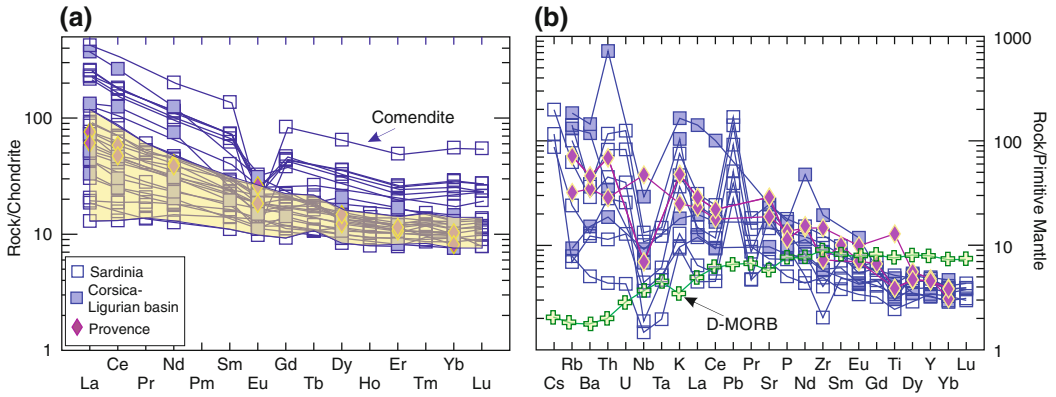 (a)
(b)
Rock/Chondrite
100
10
1
Comendite
Sardinia
Corsica-
Ligurian basin
Provence
Ce Nd Sm Gd Dy Er Yb
La Pr Pm Eu Tb Ho Tm Lu
1000
100
10
1
Rock/Primitive Mantle
D-MORB
Rb Th Nb K Ce Pr P Zr Eu Ti Y Lu
Cs Ba U Ta La Pb Sr Nd Sm Gd Dy Yb